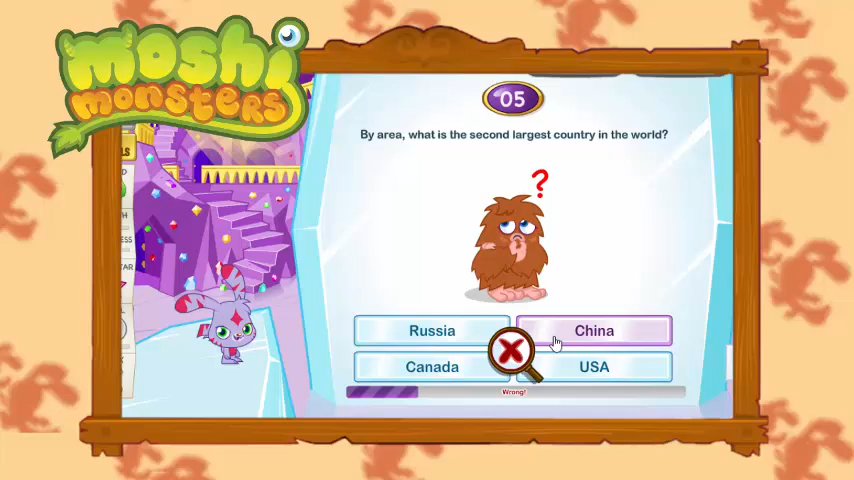 moshi
monsters
05
By area, what is the second largest country in the world?
?
Russia
China
Canada
USA
Wrong!